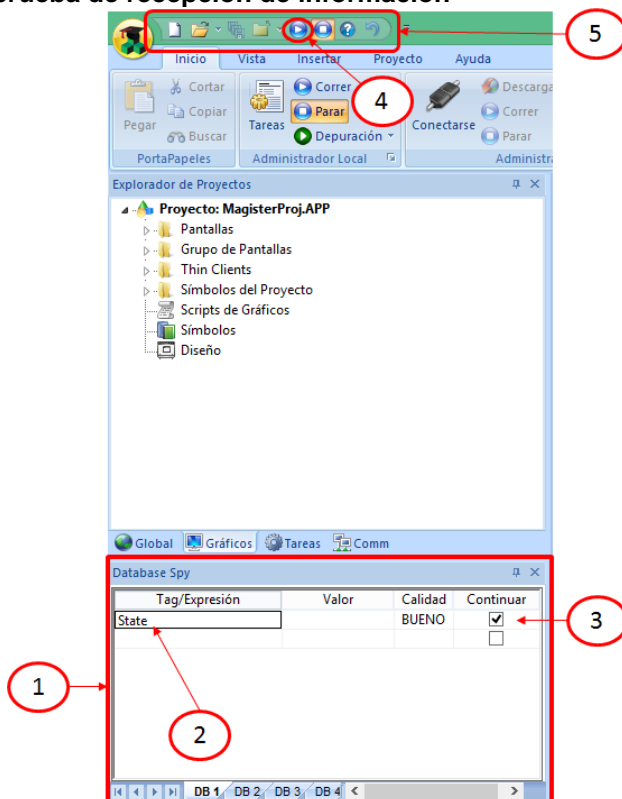 rueba de recepción de información
5
Inicio Vista Insertar Proyecto Ayuda
Pegar
Cortar
Copiar
Buscar
PortaPapeles
Tareas
Correr
Parar
Depuración
Administrador Local
4
Conectarse
Descarga
Correr
Parar
Administr
Explorador de Proyectos
Proyecto: MagisterProj.APP
Pantallas
Grupo de Pantallas
Thin Clients
Símbolos del Proyecto
Scripts de Gráficos
Símbolos
Diseño
Global Gráficos Tareas Comm
Database Spy
Tag/Expresión Valor Calidad Continuar
State BUENO
3
1
2
DB 1 DB 2 DB 3 DB 4